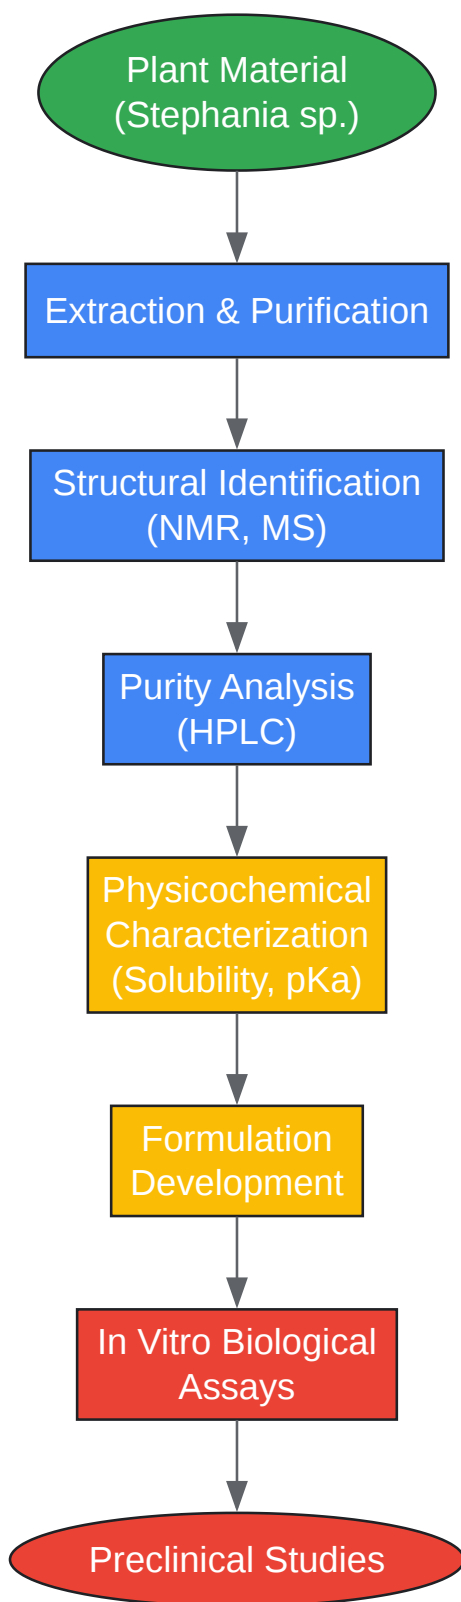 Plant Material
(Stephania sp.)
Extraction & Purification
Structural Identification
(NMR, MS)
Purity Analysis
(HPLC)
Physicochemical
Characterization
(Solubility, pKa)
Formulation
Development
In Vitro Biological
Assays
Preclinical Studies